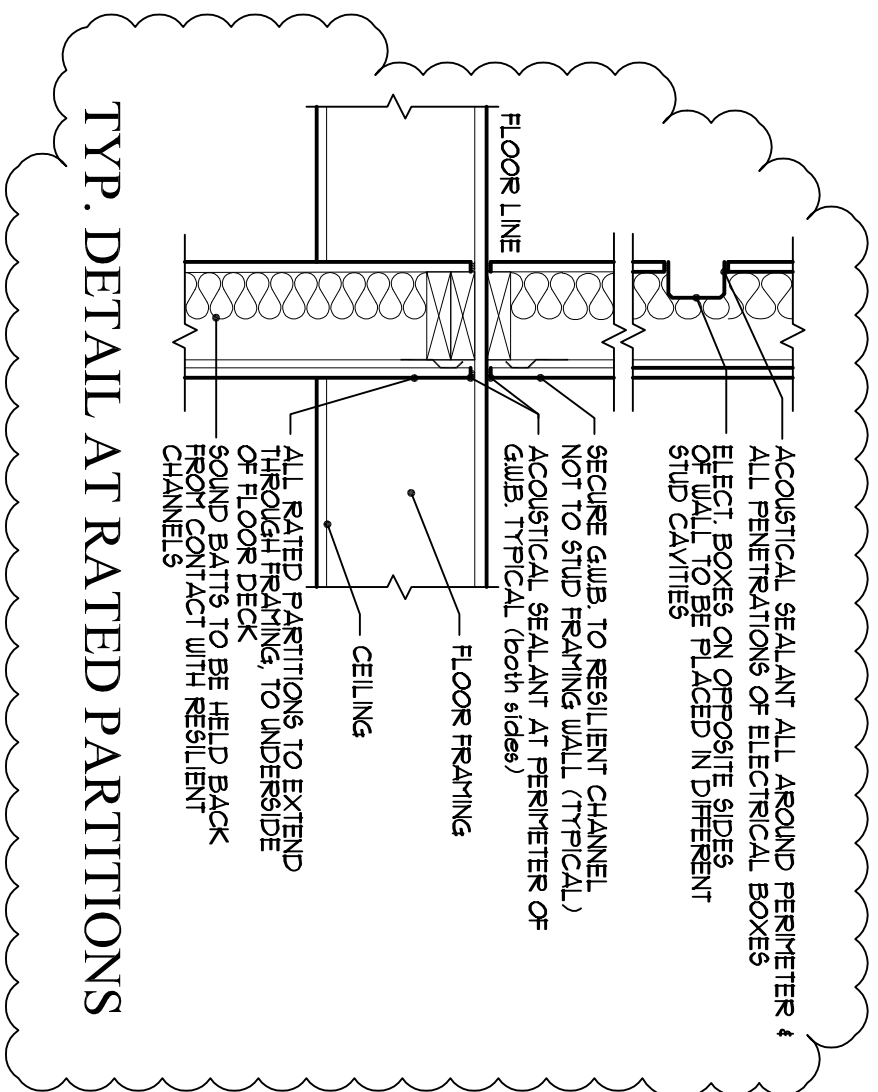 ACOUSTICAL SEALANT ALL AROUND PERIMETER &
ALL PENETRATIONS OF ELECTRICAL BOXES
ELECT. BOXES ON OPPOSITE SIDES
OF WALL TO BE PLACED IN DIFFERENT
STUD CAVITIES
SECURE G.W.B. TO RESILIENT CHANNEL
NOT TO STUD FRAMING WALL (TYPICAL)
ACOUSTICAL SEALANT AT PERIMETER OF
G.W.B. TYPICAL (both sides)
FLOOR LINE
FLOOR FRAMING
CEILING
ALL RATED PARTITIONS TO EXTEND
THROUGH FRAMING, TO UNDERSIDE
OF FLOOR DECK
SOUND BATTS TO BE HELD BACK
FROM CONTACT WITH RESILIENT
CHANNELS
TYP. DETAIL AT RATED PARTITIONS